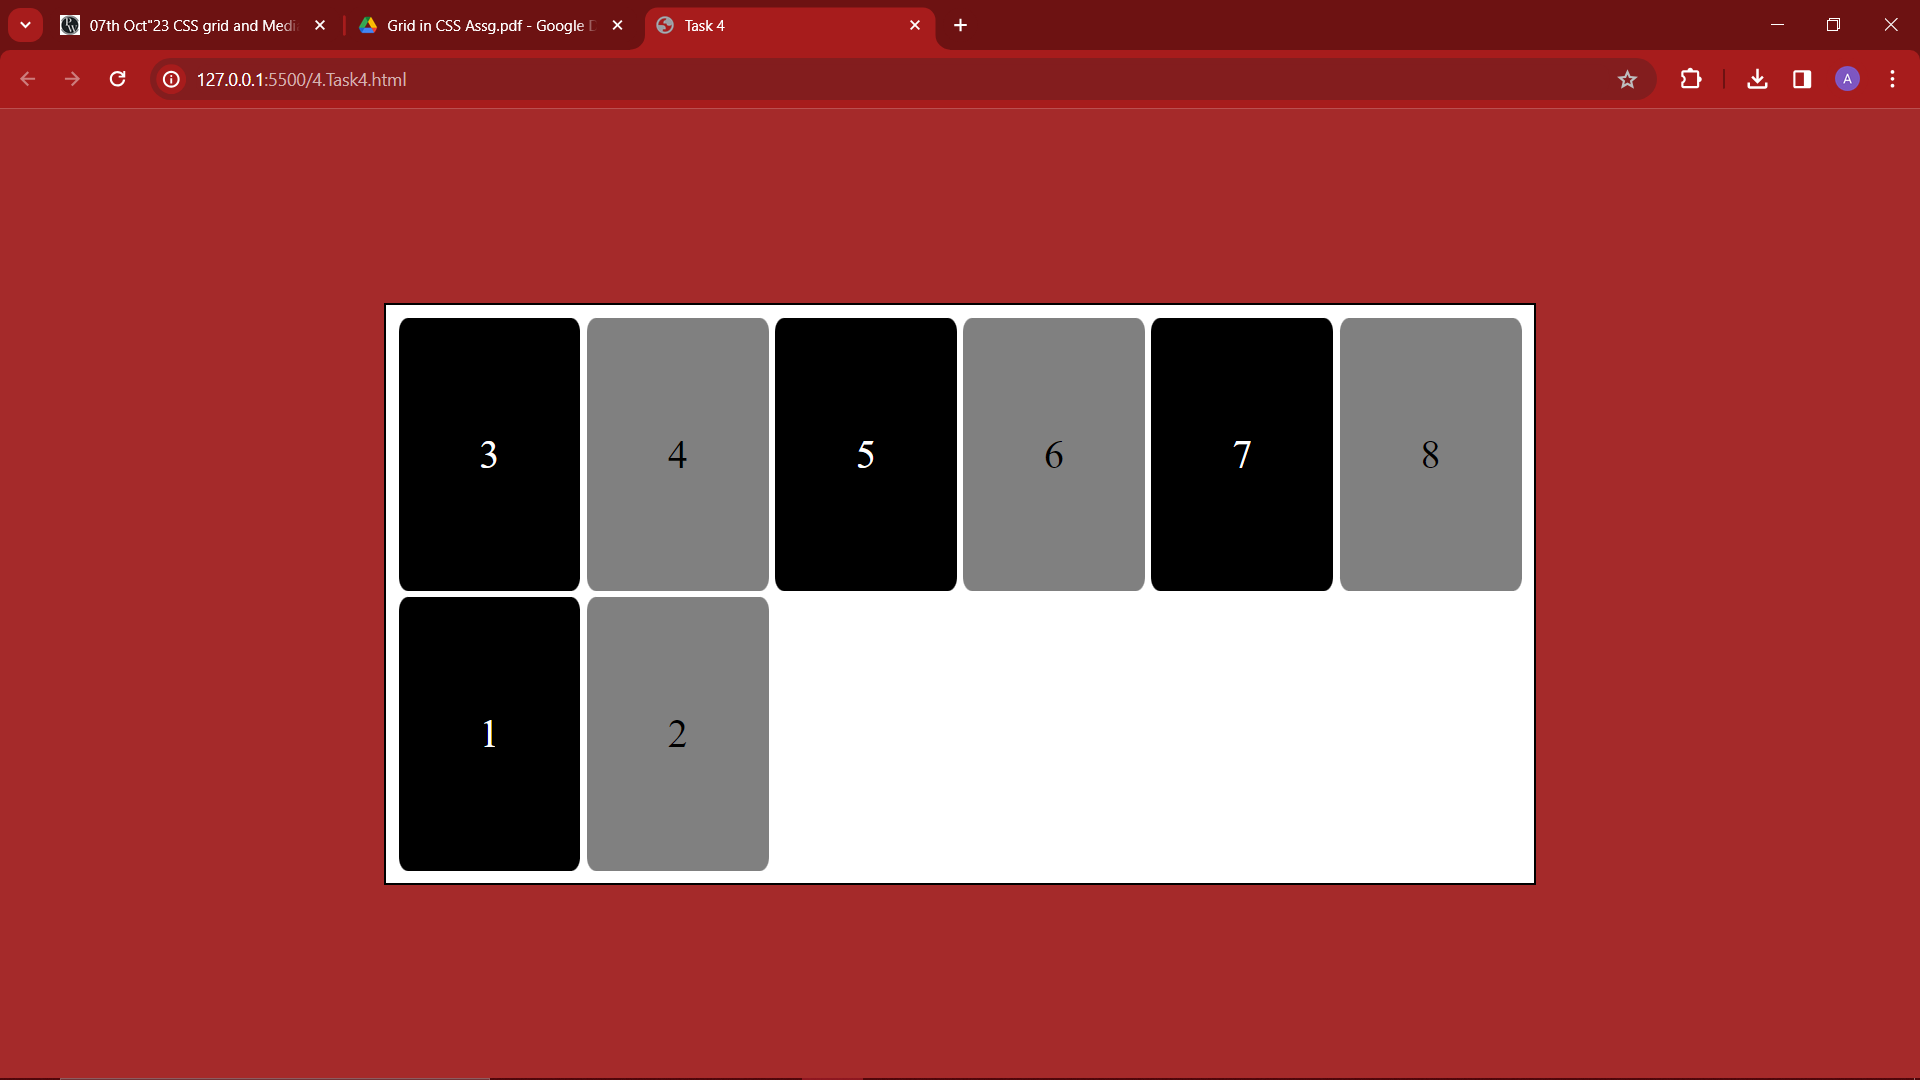 07th Oct"23 CSS grid and Medi
Grid in CSS Assg.pdf - Google D
Task 4
127.0.0.1:5500/4.Task4.html
A
3 4 5 6 7 8
1 2